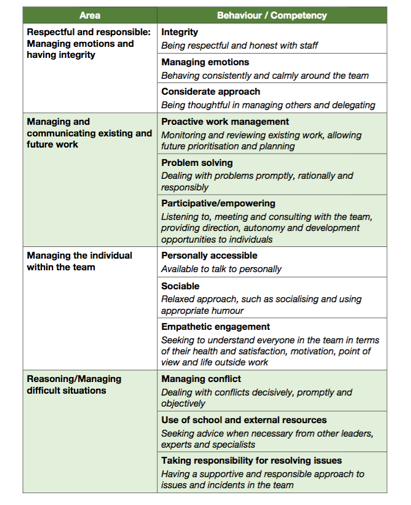 Area
Behaviour / Competency
Respectful and responsible:
Managing emotions and
having integrity
Integrity
Being respectful and honest with staff
Managing emotions
Behaving consistently and calmly around the team
Considerate approach
Being thoughtful in managing others and delegating
Managing and
communicating existing and
future work
Proactive work management
Monitoring and reviewing existing work, allowing
future prioritisation and planning
Problem solving
Dealing with problems promptly, rationally and
responsibly
Participative/empowering
Listening to, meeting and consulting with the team,
providing direction, autonomy and development
opportunities to individuals
Managing the individual
within the team
Personally accessible
Available to talk to personally
Sociable
Relaxed approach, such as socialising and using
appropriate humour
Empathetic engagement
Seeking to understand everyone in the team in terms
of their health and satisfaction, motivation, point of
view and life outside work
Reasoning/Managing
difficult situations
Managing conflict
Dealing with conflicts decisively, promptly and
objectively
Use of school and external resources
Seeking advice when necessary from other leaders,
experts and specialists
Taking responsibility for resolving issues
Having a supportive and responsible approach to
issues and incidents in the team